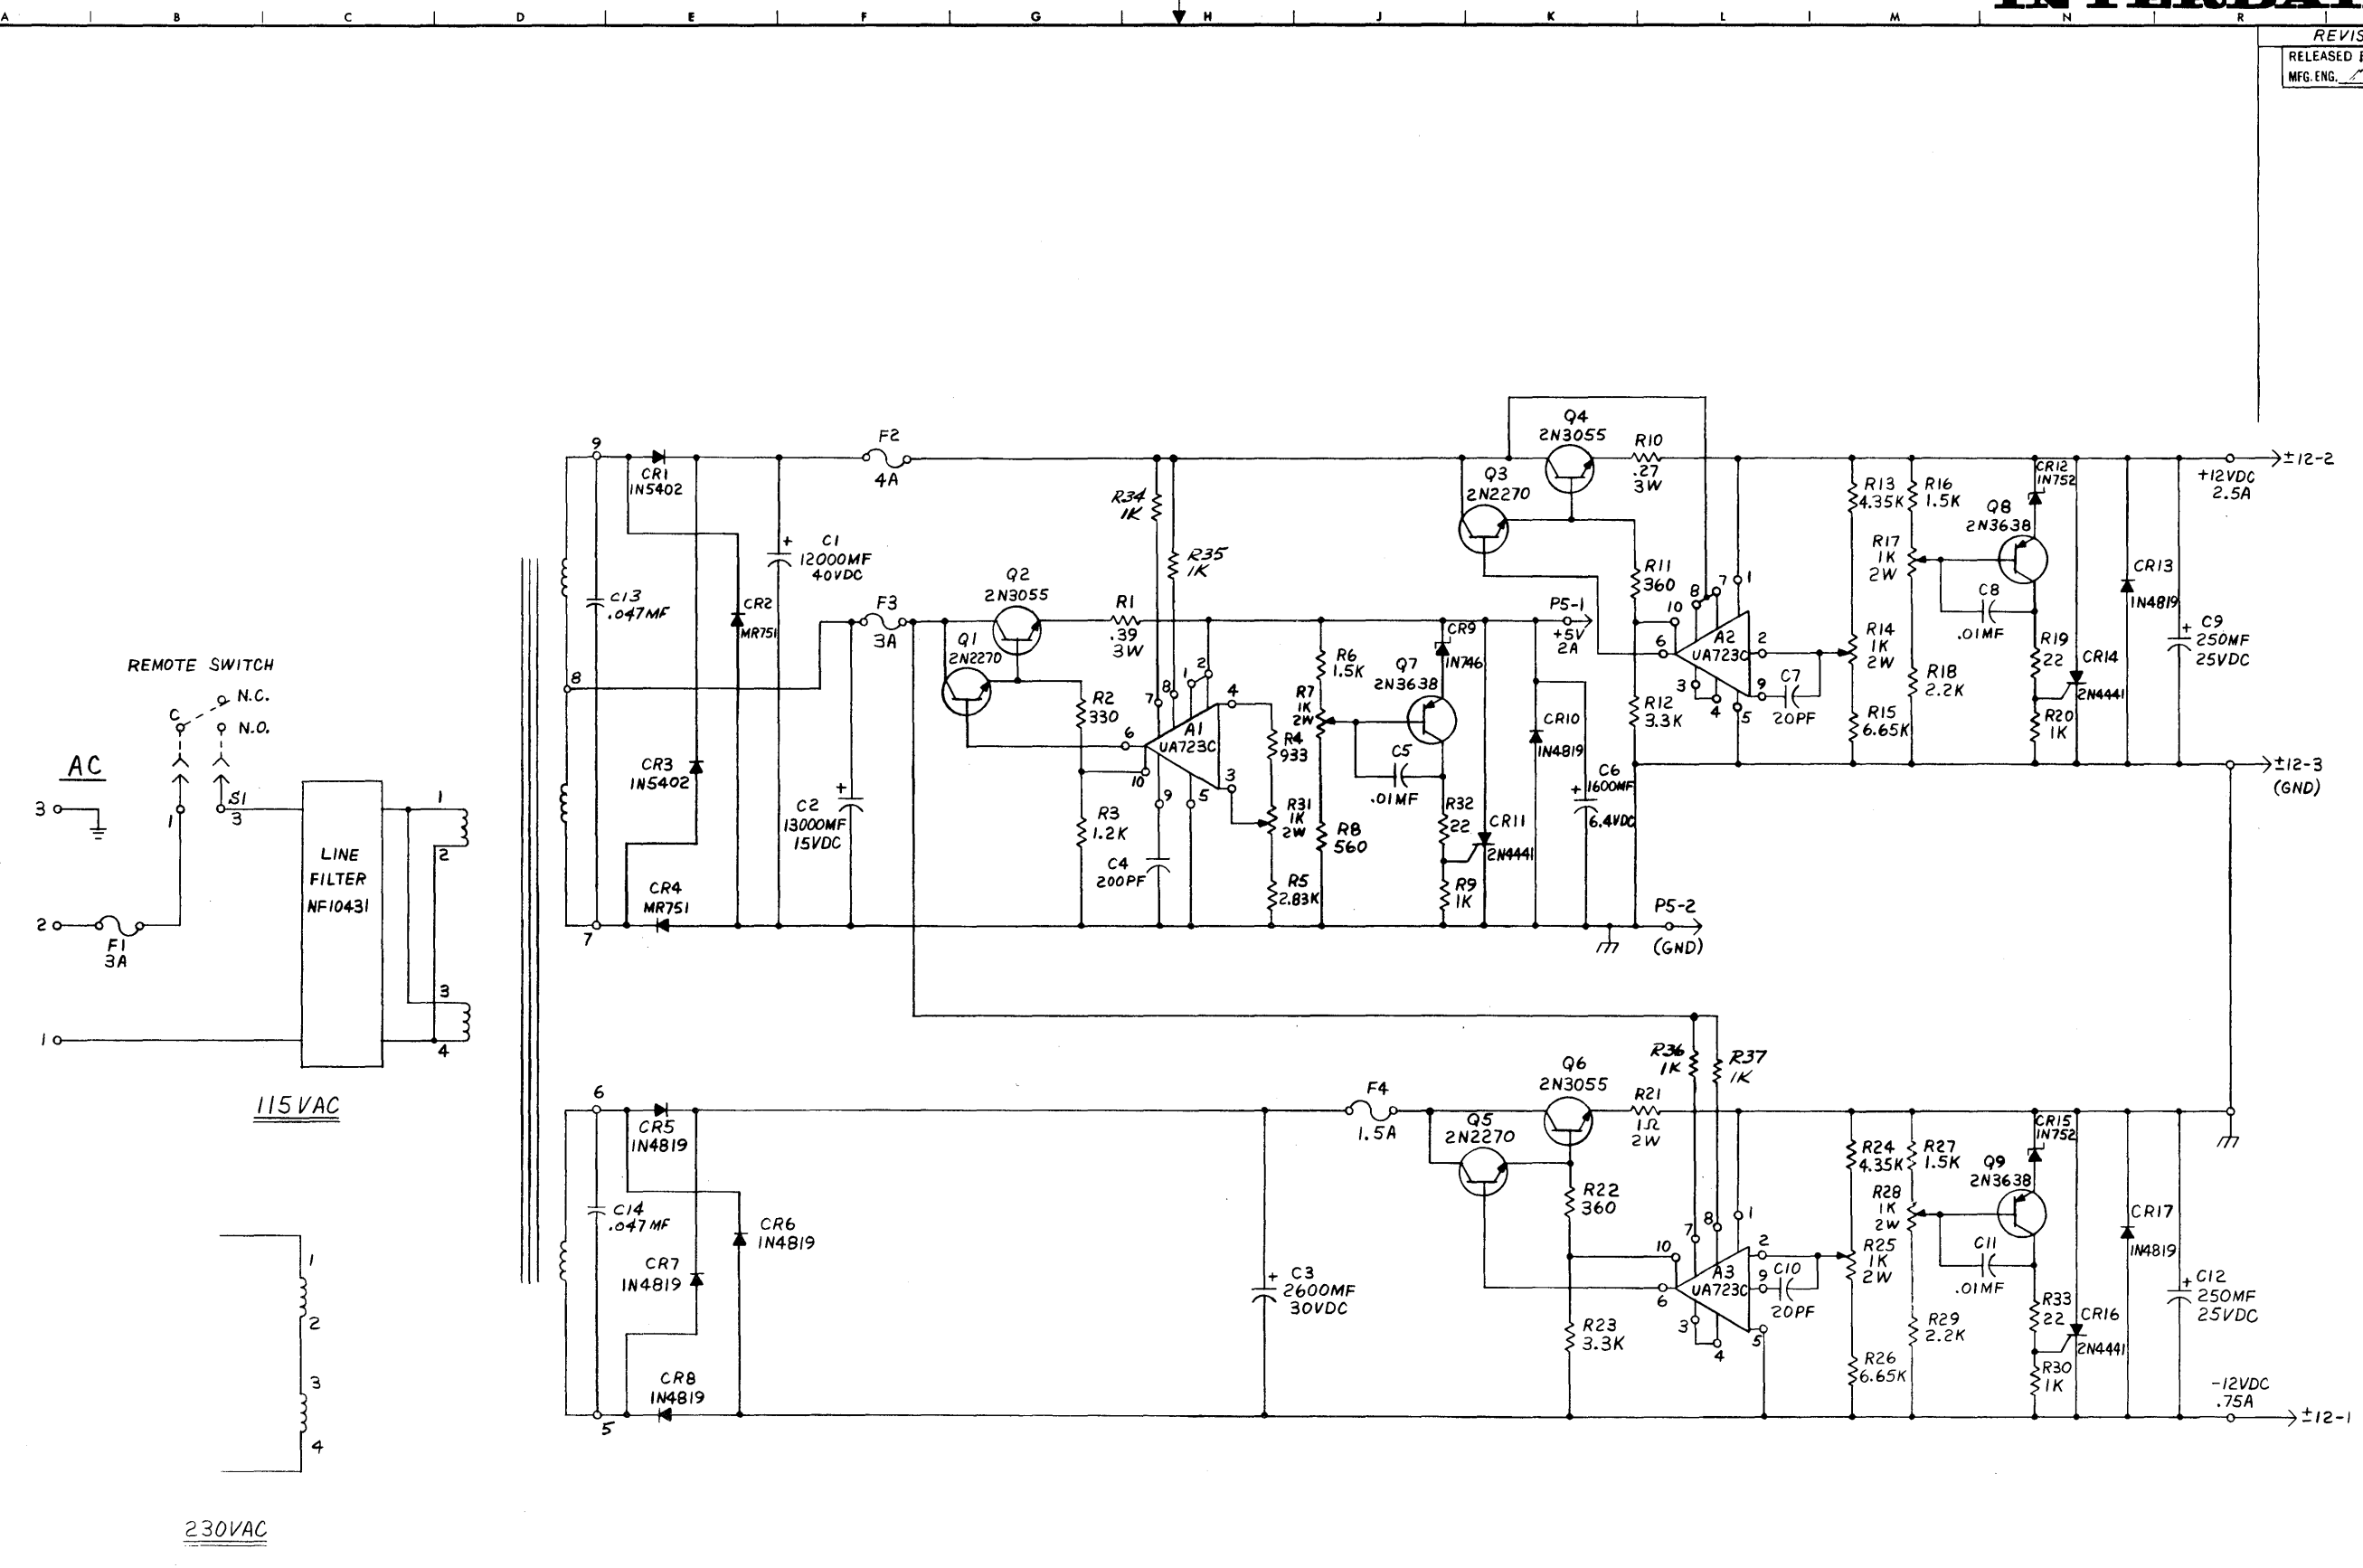 A B C D E F G H J K L M N R
REVIS
RELEASED
MFG. ENG.
REMOTE SWITCH
C
N.C.
N.O.
AC
3
1
S1
3
2
F1
3A
1
LINE
FILTER
NF10431
1
2
3
4
115VAC
1
2
3
4
230VAC
9
8
7
C13
.047MF
CR1
1N5402
CR2
MR751
CR3
1N5402
CR4
MR751
+
C1
12000MF
40VDC
+
C2
13000MF
15VDC
F2
4A
F3
3A
Q1
2N2270
Q2
2N3055
R1
.39
3W
R2
330
R3
1.2K
C4
200PF
R34
1K
R35
1K
7
8
1
2
4
6
A1
UA723C
10
9
5
3
R4
933
R31
1K
2W
R5
2.83K
R6
1.5K
R7
1K
2W
R8
560
Q7
2N3638
C5
.01MF
CR9
1N746
R32
22
R9
1K
CR11
2N4441
CR10
1N4819
+
C6
1600MF
6.4VDC
P5-1
+5V
2A
P5-2
(GND)
Q3
2N2270
Q4
2N3055
R10
.27
3W
R11
360
R12
3.3K
10
8
7
1
6
A2
UA723C
2
3
4
5
9
C7
20PF
R13
4.35K
R14
1K
2W
R15
6.65K
R16
1.5K
R17
1K
2W
R18
2.2K
Q8
2N3638
C8
.01MF
CR12
1N752
R19
22
R20
1K
CR14
2N4441
CR13
1N4819
+
C9
250MF
25VDC
+12VDC
2.5A
±12-2
±12-3
(GND)
6
5
CR5
1N4819
C14
.047MF
CR6
1N4819
CR7
1N4819
CR8
1N4819
+
C3
2600MF
30VDC
F4
1.5A
Q5
2N2270
Q6
2N3055
R21
1Ω
2W
R22
360
R23
3.3K
R36
1K
R37
1K
10
7
8
1
2
6
A3
UA723C
9
3
4
5
C10
20PF
R24
4.35K
R25
1K
2W
R26
6.65K
R27
1.5K
R28
1K
2W
R29
2.2K
Q9
2N3638
C11
.01MF
CR15
1N752
R33
22
R30
1K
CR16
2N4441
CR17
1N4819
+
C12
250MF
25VDC
-12VDC
.75A
±12-1